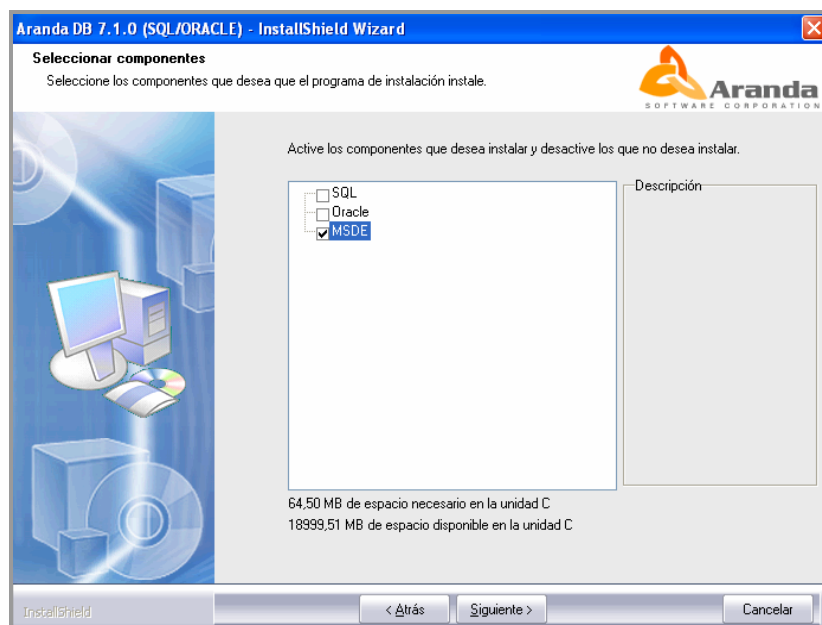 Aranda DB 7.1.0 (SQL/ORACLE) - InstallShield Wizard
Seleccionar componentes
Seleccione los componentes que desea que el programa de instalación instale.
Aranda
SOFTWARE CORPORATION
Active los componentes que desea instalar y desactive los que no desea instalar.
SQL
Oracle
MSDE
Descripción
64,50 MB de espacio necesario en la unidad C
18999,51 MB de espacio disponible en la unidad C
InstallShield
< Atrás
Siguiente >
Cancelar